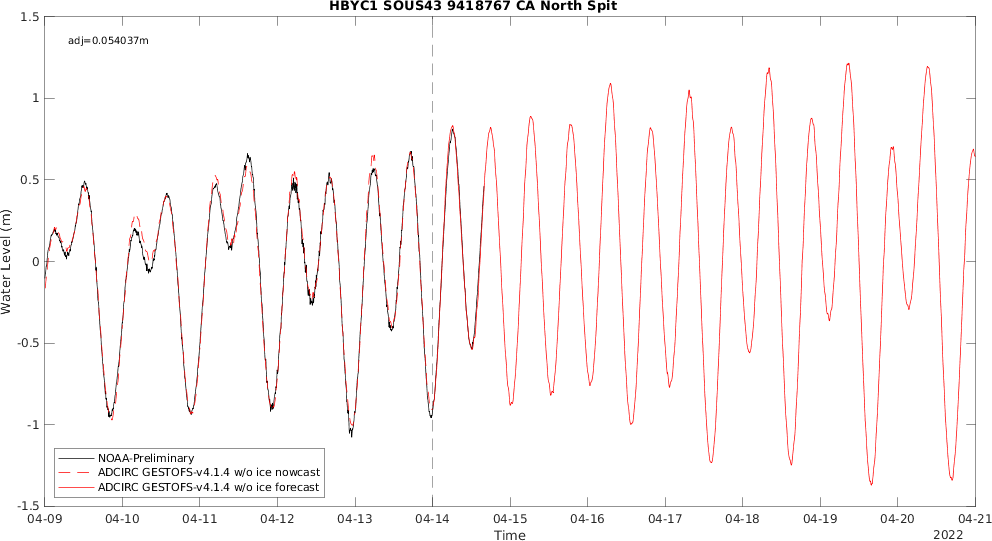 HBYC1 SOUS43 9418767 CA North Spit
adj=0.054037m
1.5
1
0.5
0
-0.5
-1
-1.5
Water Level (m)
NOAA-Preliminary
ADCIRC GESTOFS-v4.1.4 w/o ice nowcast
ADCIRC GESTOFS-v4.1.4 w/o ice forecast
04-09 04-10 04-11 04-12 04-13 04-14 04-15 04-16 04-17 04-18 04-19 04-20 04-21
Time
2022